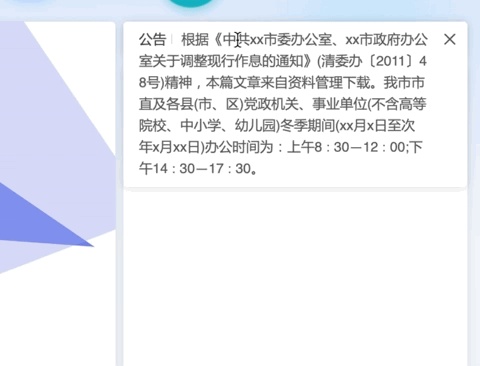 公告 根据《中共xx市委办公室、xx市政府办公
室关于调整现行作息的通知》(清委办〔2011〕4
8号)精神，本篇文章来自资料管理下载。我市市
直及各县(市、区)党政机关、事业单位(不含高等
院校、中小学、幼儿园)冬季期间(xx月x日至次
年x月xx日)办公时间为：上午8：30—12：00;下
午14：30—17：30。